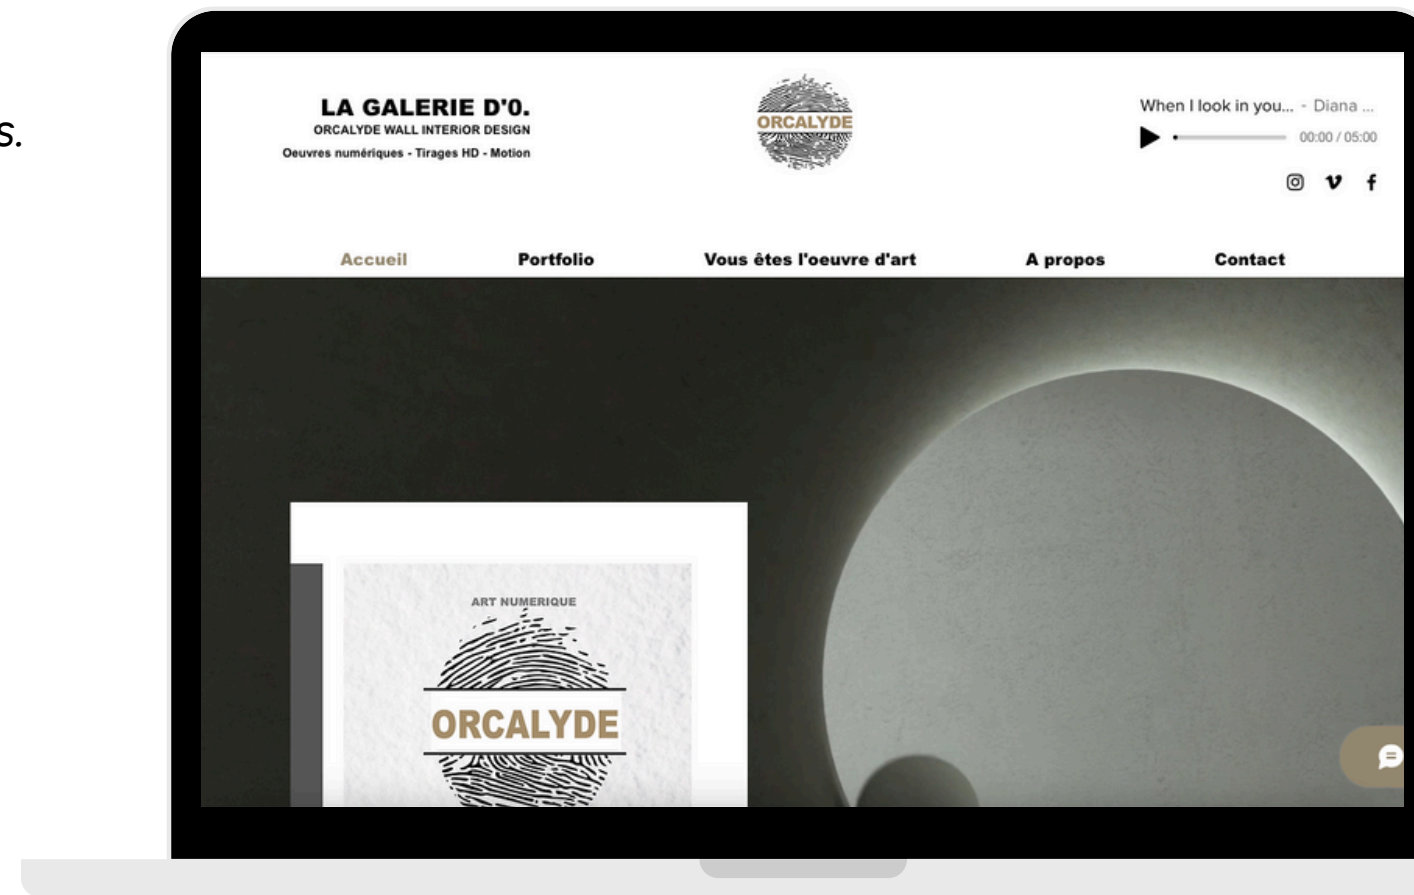 s.
LA GALERIE D'O.
ORCALYDE WALL INTERIOR DESIGN
Oeuvres numériques - Tirages HD - Motion
ORCALYDE
When I look in you... - Diana ...
00:00 / 05:00
Accueil
Portfolio
Vous êtes l'oeuvre d'art
A propos
Contact
ART NUMERIQUE
ORCALYDE